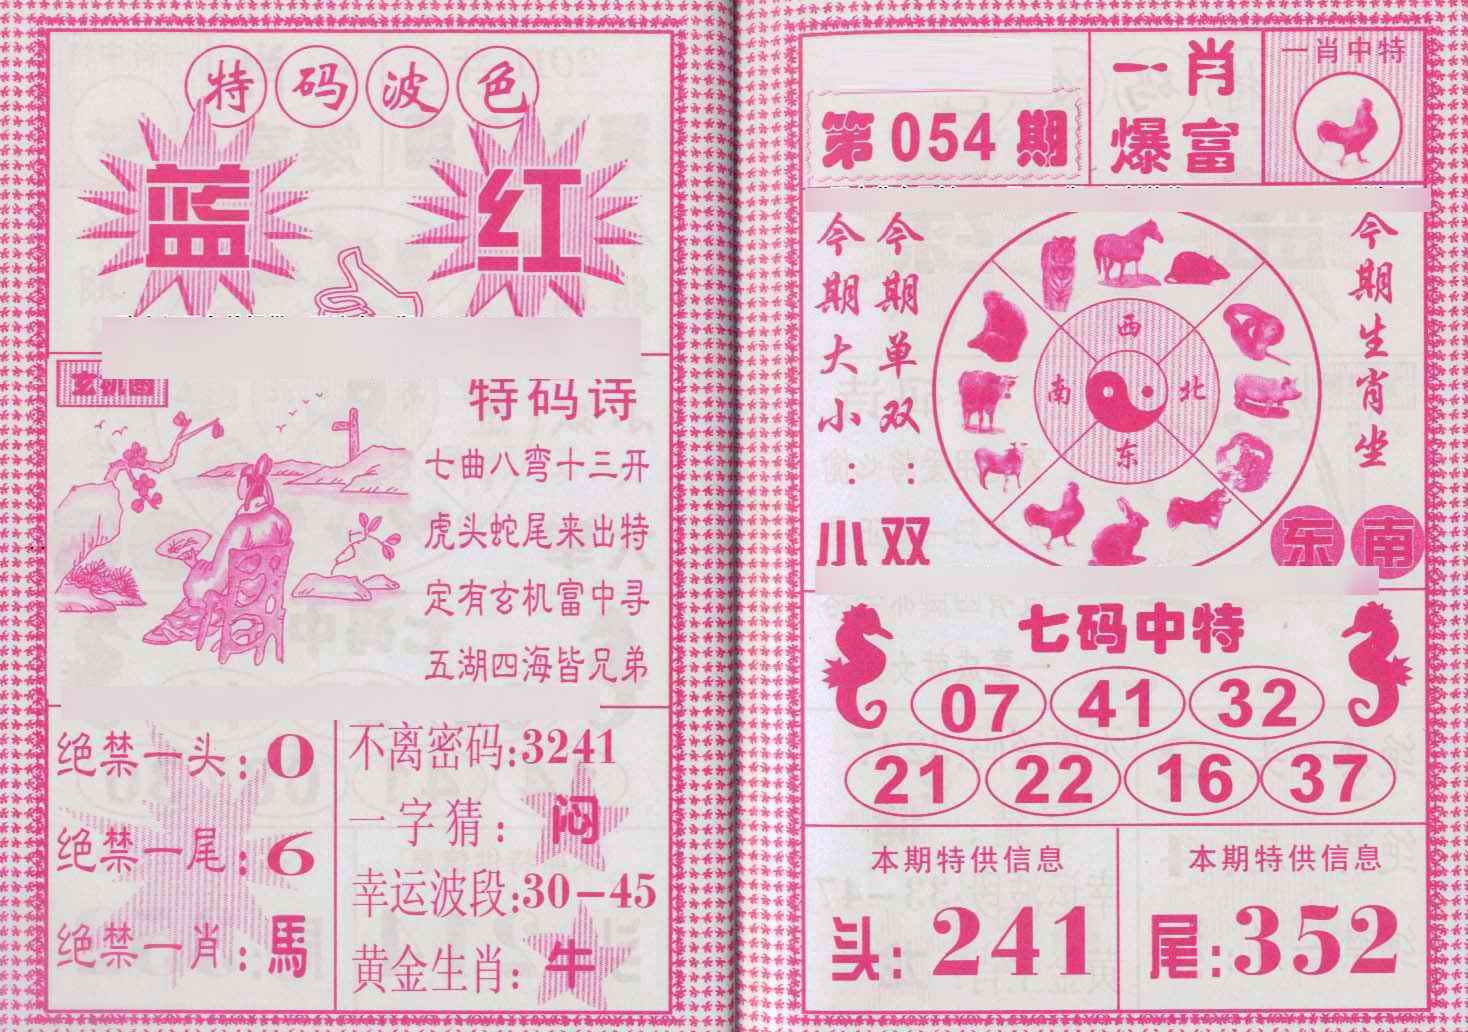 特码波色
蓝 红
玄机图
特码诗
七曲八弯十三开
虎头蛇尾来出特
定有玄机富中寻
五湖四海皆兄弟
绝禁一头:0
绝禁一尾:6
绝禁一肖:馬
不离密码:3241
一字猜:闷
幸运波段:30-45
黄金生肖:牛
第054期
一肖
爆富
一肖中特
今期大小:小
今期单双:双
西
南 北
东
今期生肖坐
东南
七码中特
07 41 32
21 22 16 37
本期特供信息
头:241
本期特供信息
尾:352